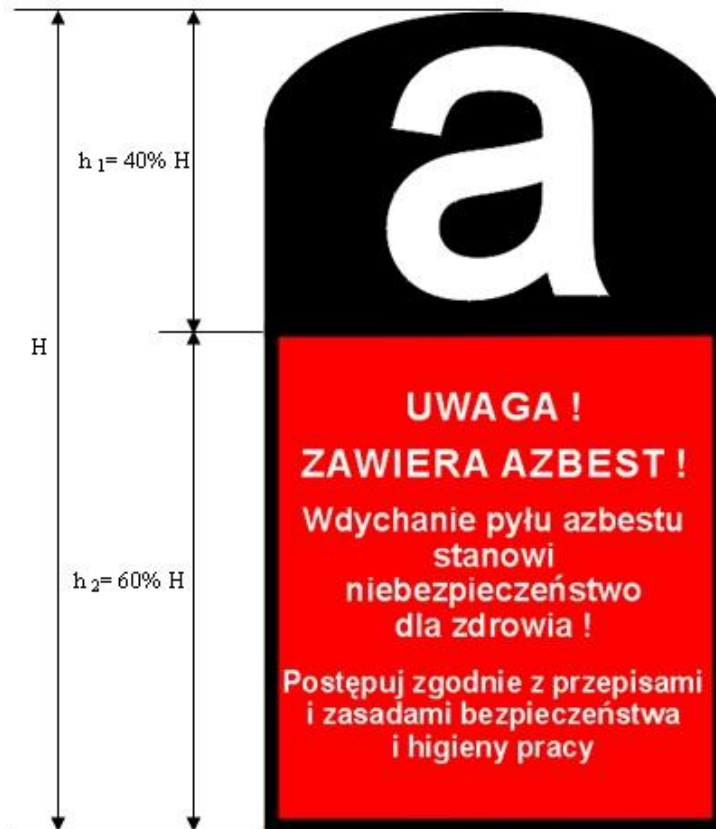 a
h 1= 40% H
H
UWAGA !
ZAWIERA AZBEST !
Wdychanie pyłu azbestu
stanowi
niebezpieczeństwo
dla zdrowia !
h 2= 60% H
Postępuj zgodnie z przepisami
i zasadami bezpieczeństwa
i higieny pracy